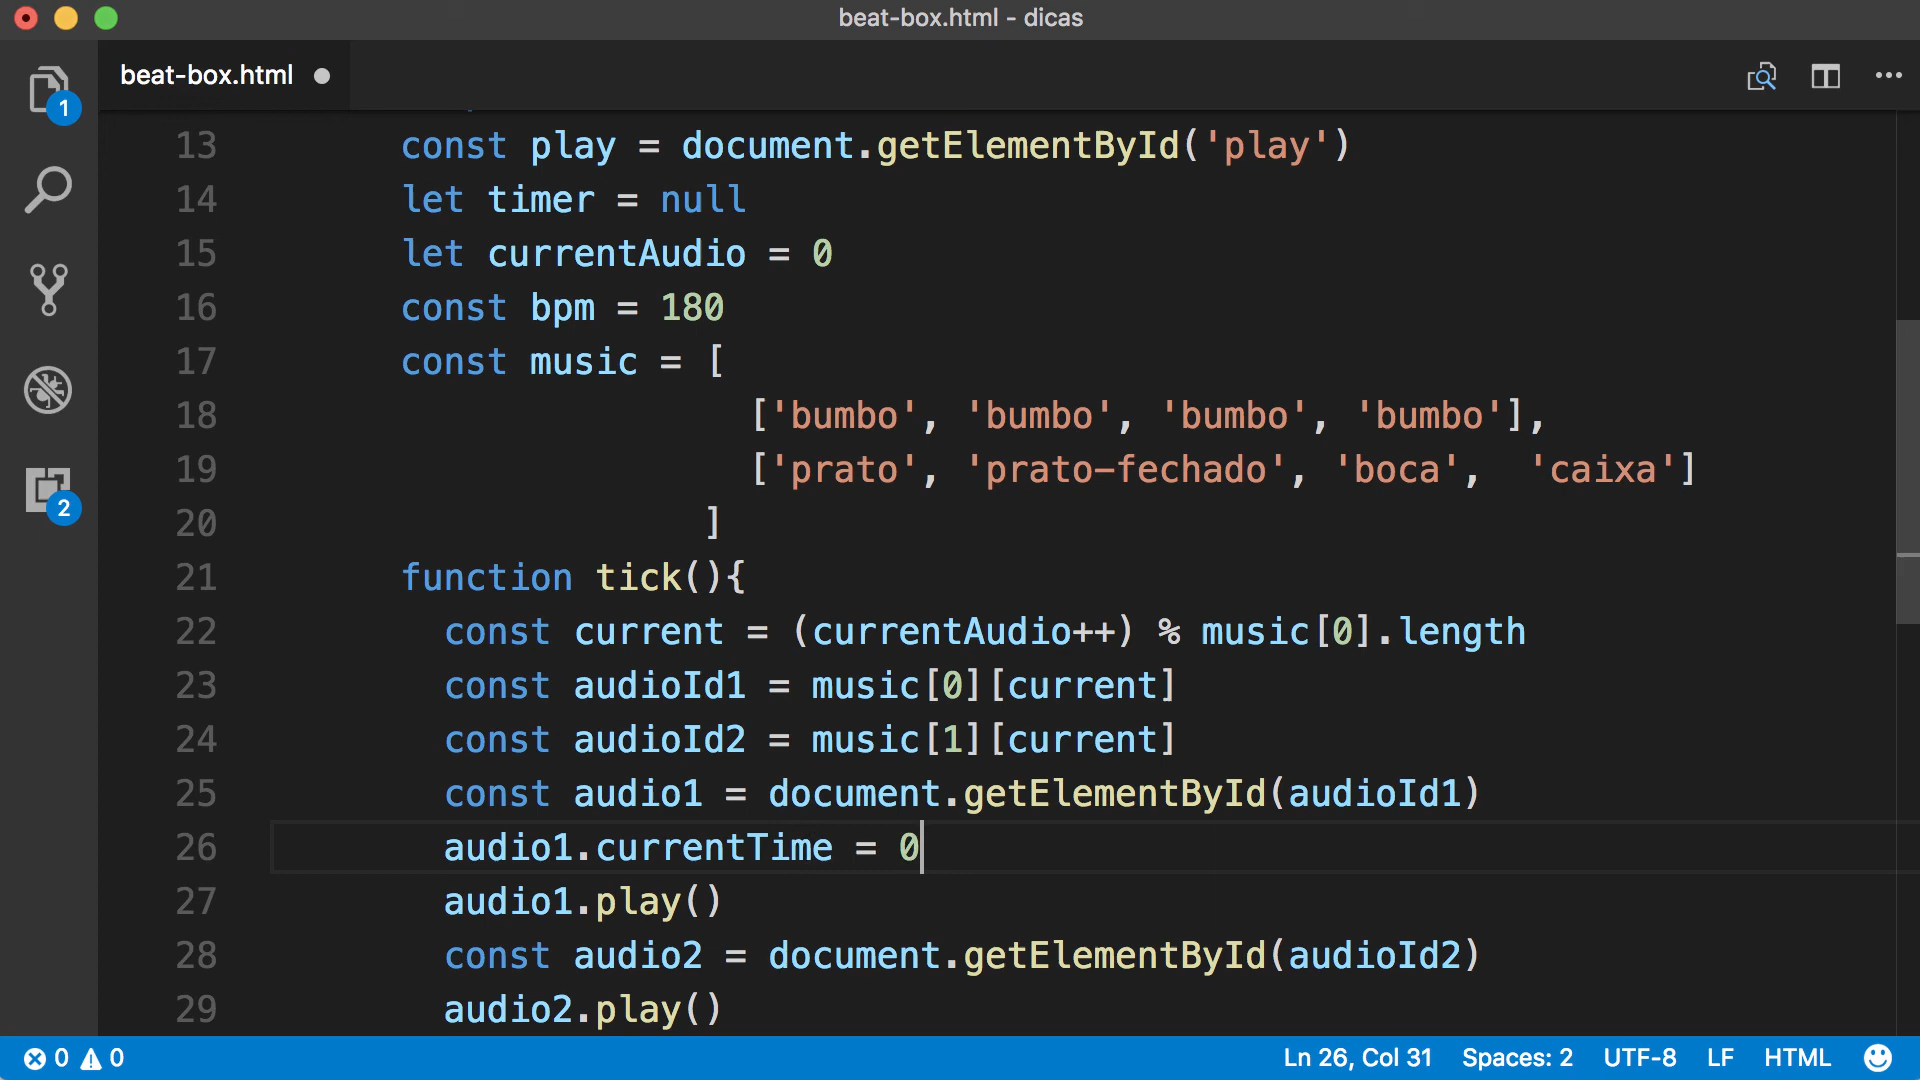 beat-box.html - dicas
beat-box.html
1
13 const play = document.getElementById('play')
14 let timer = null
15 let currentAudio = 0
16 const bpm = 180
17 const music = [
18 ['bumbo', 'bumbo', 'bumbo', 'bumbo'],
19 ['prato', 'prato-fechado', 'boca',  'caixa']
2
20 ]
21 function tick(){
22 const current = (currentAudio++) % music[0].length
23 const audioId1 = music[0][current]
24 const audioId2 = music[1][current]
25 const audio1 = document.getElementById(audioId1)
26 audio1.currentTime = 0
27 audio1.play()
28 const audio2 = document.getElementById(audioId2)
29 audio2.play()
0 0 Ln 26, Col 31 Spaces: 2 UTF-8 LF HTML